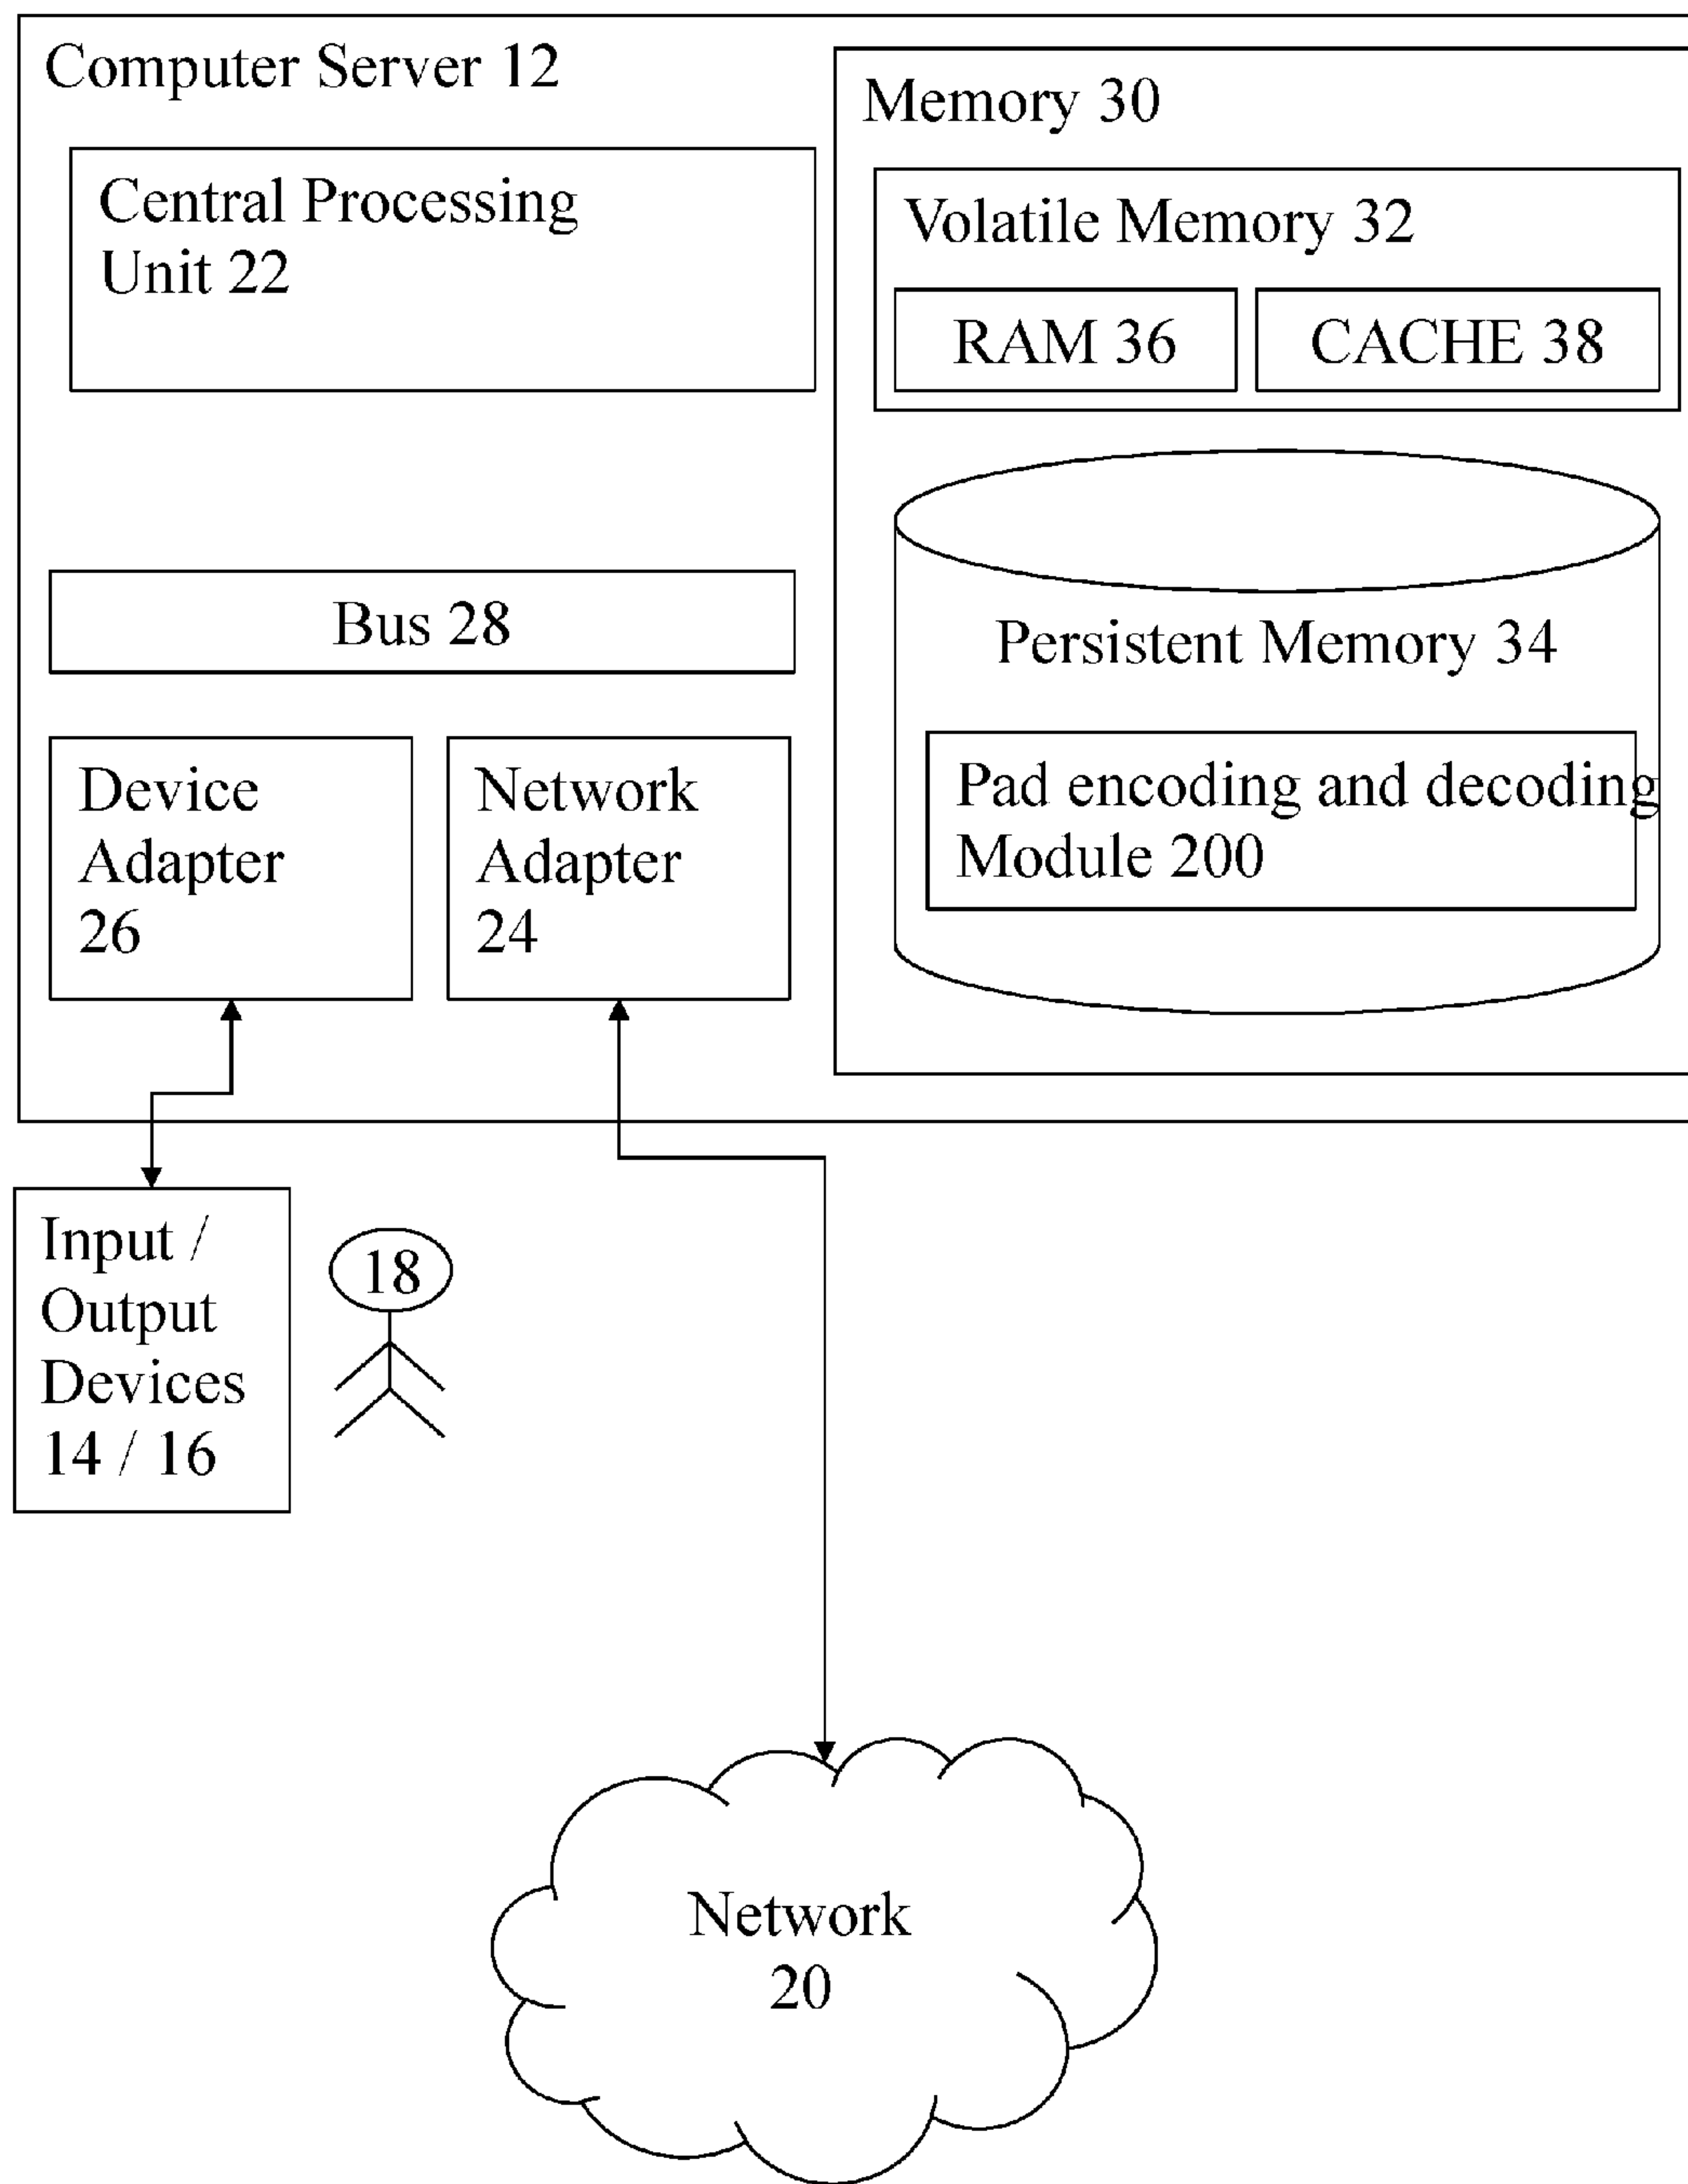 Computer Server 12
Central Processing
Unit 22
Bus 28
Device
Adapter
26
Network
Adapter
24
Memory 30
Volatile Memory 32
RAM 36
CACHE 38
Persistent Memory 34
Pad encoding and decoding
Module 200
Input /
Output
Devices
14 / 16
18
Network
20